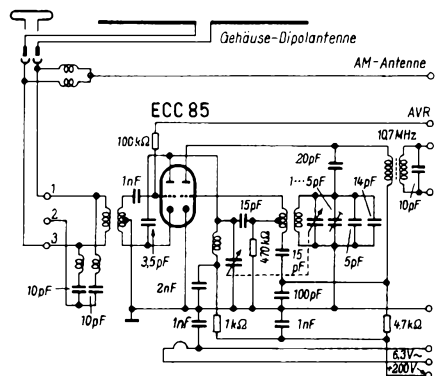 Gehäuse-Dipolantenne
AM-Antenne
ECC 85
AVR
100kΩ
10,7MHz
20pF
1nF
1…5pF
14pF
10pF
1
2
3
15pF
470kΩ
3,5pF
15
pF
5pF
10pF
10pF
2nF
100pF
1nF
1kΩ
1nF
4,7kΩ
6,3V~
+200V